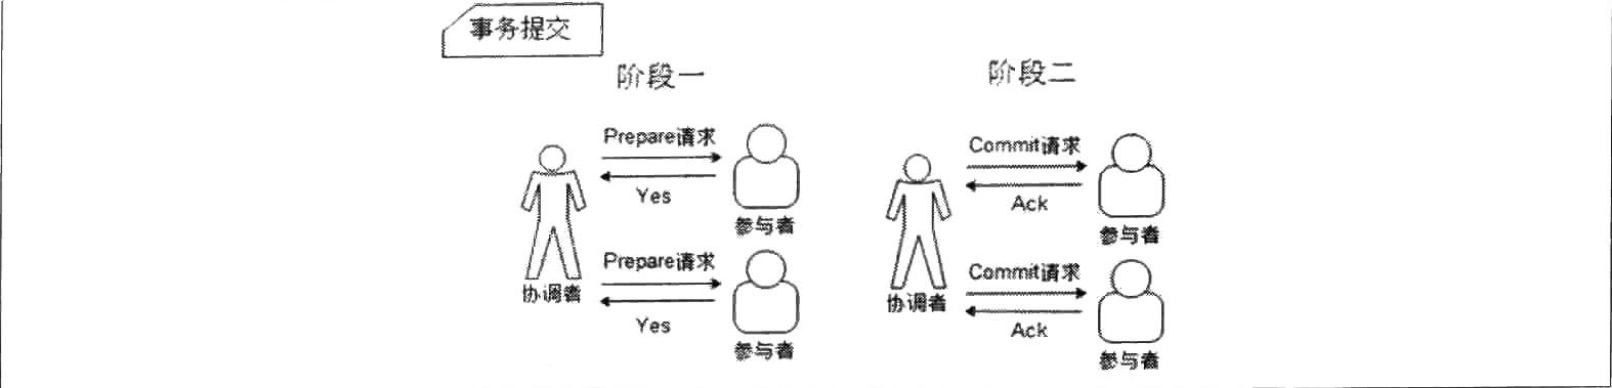 事务提交
阶段一
Prepare请求
Yes
参与者
Prepare请求
Yes
参与者
协调者
阶段二
Commit请求
Ack
参与者
Commit请求
Ack
参与者
协调者